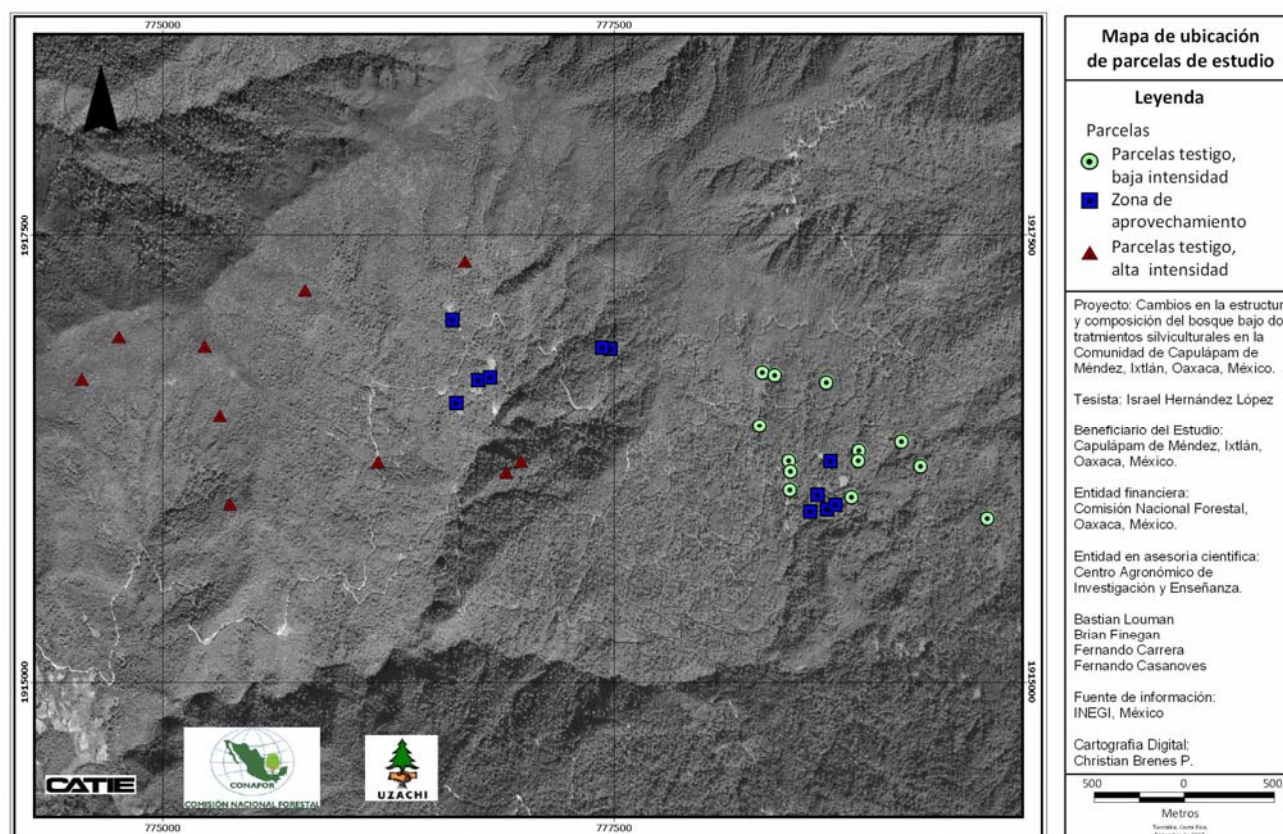 775000
777500
1917500
1917500
1915000
1915000
CONAFOR
COMISIÓN NACIONAL FORESTAL
UZACHI
CATIE
775000
777500
Mapa de ubicación
de parcelas de estudio
Leyenda
Parcelas
Parcelas testigo,
baja intensidad
Zona de
aprovechamiento
Parcelas testigo,
alta intensidad
Proyecto: Cambios en la estructur
y composición del bosque bajo do
tratmientos silviculturales en la
Comunidad de Capulápam de
Méndez, Ixtlán, Oaxaca, México.
Tesista: Israel Hernández López
Beneficiario del Estudio:
Capulápam de Méndez, Ixtlán,
Oaxaca, México.
Entidad financiera:
Comisión Nacional Forestal,
Oaxaca, México.
Entidad en asesoria cientifica:
Centro Agronómico de
Investigación y Enseñanza.
Bastian Louman
Brian Finegan
Fernando Carrera
Fernando Casanoves
Fuente de información:
INEGI, México
Cartografia Digital:
Christian Brenes P.
500 0 500
Metros
Turrialba, Costa Rica.